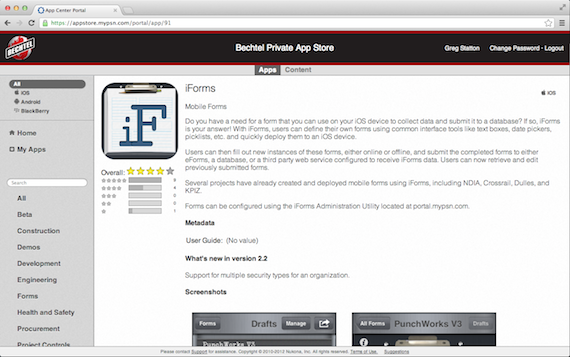 App Center Portal
https://appstore.mypsn.com/portal/app/91
BECHTEL
Bechtel Private App Store
Greg Statton
Change Password · Logout
Apps
Content
All
iOS
Android
BlackBerry
Home
My Apps
Search
All
Beta
Construction
Demos
Development
Engineering
Forms
Health and Safety
Procurement
Project Controls
iF
Overall:
iForms
iOS
Mobile Forms
Do you have a need for a form that you can use on your iOS device to collect data and submit it to a database? If so, iForms
is your answer! With iForms, users can define their own forms using common interface tools like text boxes, date pickers,
picklists, etc. and quickly deploy them to an iOS device.
Users can then fill out new instances of these forms, either online or offline, and submit the completed forms to either
eForms, a database, or a third party web service configured to receive iForms data. Users can now retrieve and edit
previously submitted forms.
Several projects have already created and deployed mobile forms using iForms, including NDIA, Crossrail, Dulles, and
KPIZ.
Forms can be configured using the iForms Administration Utility located at portal.mypsn.com.
Metadata
User Guide: (No value)
What's new in version 2.2
Support for multiple security types for an organization.
Screenshots
Forms
Drafts
Manage
All Forms
PunchWorks V3
Drafts
PunchWorks V3
Please contact Support for assistance. Copyright © 2010-2012 Nukona, Inc. All rights reserved. Terms of Use. Suggestions